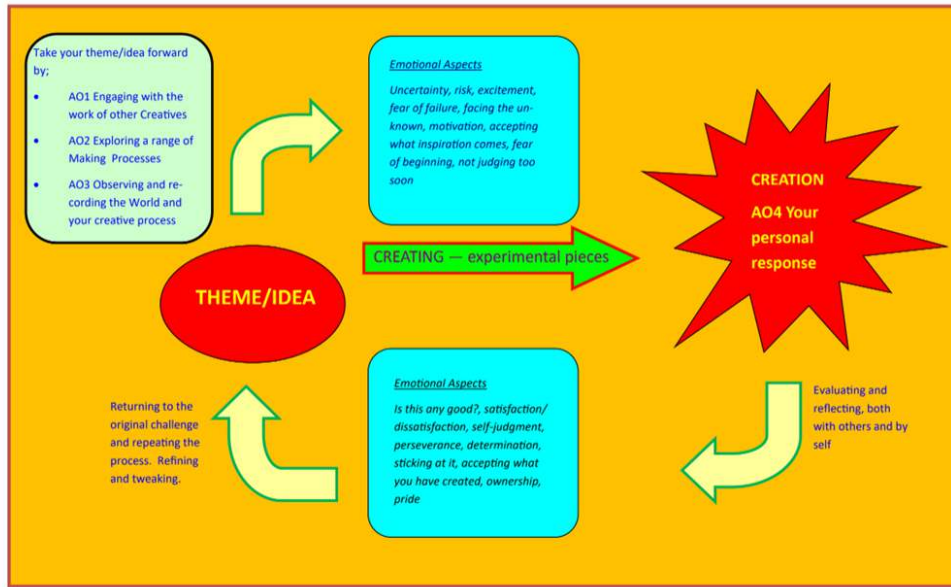 Take your theme/idea forward
by;
• AO1 Engaging with the
work of other Creatives
• AO2 Exploring a range of
Making Processes
• AO3 Observing and re-
cording the World and
your creative process
Emotional Aspects
Uncertainty, risk, excitement,
fear of failure, facing the un-
known, motivation, accepting
what inspiration comes, fear
of beginning, not judging too
soon
CREATION
AO4 Your
personal
response
CREATING — experimental pieces
THEME/IDEA
Emotional Aspects
Is this any good?, satisfaction/
dissatisfaction, self-judgment,
perseverance, determination,
sticking at it, accepting what
you have created, ownership,
pride
Evaluating and
reflecting, both
with others and by
self
Returning to the
original challenge
and repeating the
process. Refining
and tweaking.